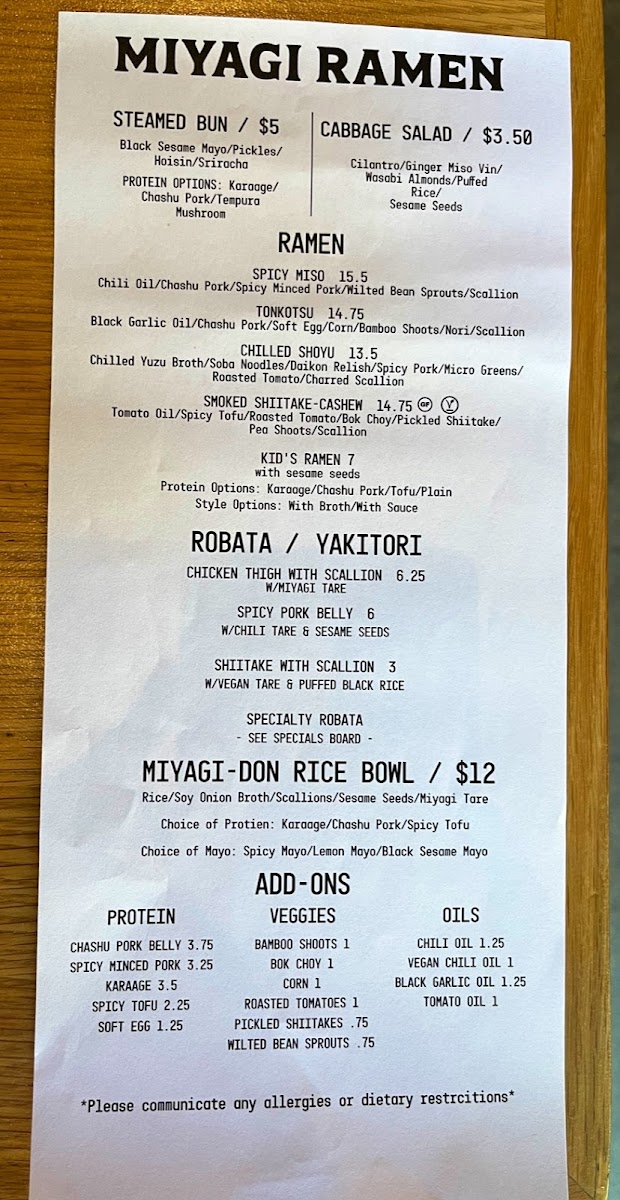 MIYAGI RAMEN
STEAMED BUN / $5
Black Sesame Mayo/Pickles/
Hoisin/Sriracha
PROTEIN OPTIONS: Karaage/
Chashu Pork/Tempura
Mushroom
CABBAGE SALAD / $3.50
Cilantro/Ginger Miso Vin/
Wasabi Almonds/Puffed
Rice/
Sesame Seeds
RAMEN
SPICY MISO 15.5
Chili Oil/Chashu Pork/Spicy Minced Pork/Wilted Bean Sprouts/Scallion
TONKOTSU 14.75
Black Garlic Oil/Chashu Pork/Soft Egg/Corn/Bamboo Shoots/Nori/Scallion
CHILLED SHOYU 13.5
Chilled Yuzu Broth/Soba Noodles/Daikon Relish/Spicy Pork/Micro Greens/
Roasted Tomato/Charred Scallion
SMOKED SHIITAKE-CASHEW 14.75 GF V
Tomato Oil/Spicy Tofu/Roasted Tomato/Bok Choy/Pickled Shiitake/
Pea Shoots/Scallion
KID'S RAMEN 7
with sesame seeds
Protein Options: Karaage/Chashu Pork/Tofu/Plain
Style Options: With Broth/With Sauce
ROBATA / YAKITORI
CHICKEN THIGH WITH SCALLION 6.25
W/MIYAGI TARE
SPICY PORK BELLY 6
W/CHILI TARE & SESAME SEEDS
SHIITAKE WITH SCALLION 3
W/VEGAN TARE & PUFFED BLACK RICE
SPECIALTY ROBATA
- SEE SPECIALS BOARD -
MIYAGI-DON RICE BOWL / $12
Rice/Soy Onion Broth/Scallions/Sesame Seeds/Miyagi Tare
Choice of Protien: Karaage/Chashu Pork/Spicy Tofu
Choice of Mayo: Spicy Mayo/Lemon Mayo/Black Sesame Mayo
ADD-ONS
PROTEIN
CHASHU PORK BELLY 3.75
SPICY MINCED PORK 3.25
KARAAGE 3.5
SPICY TOFU 2.25
SOFT EGG 1.25
VEGGIES
BAMBOO SHOOTS 1
BOK CHOY 1
CORN 1
ROASTED TOMATOES 1
PICKLED SHIITAKES .75
WILTED BEAN SPROUTS .75
OILS
CHILI OIL 1.25
VEGAN CHILI OIL 1
BLACK GARLIC OIL 1.25
TOMATO OIL 1
*Please communicate any allergies or dietary restrcitions*